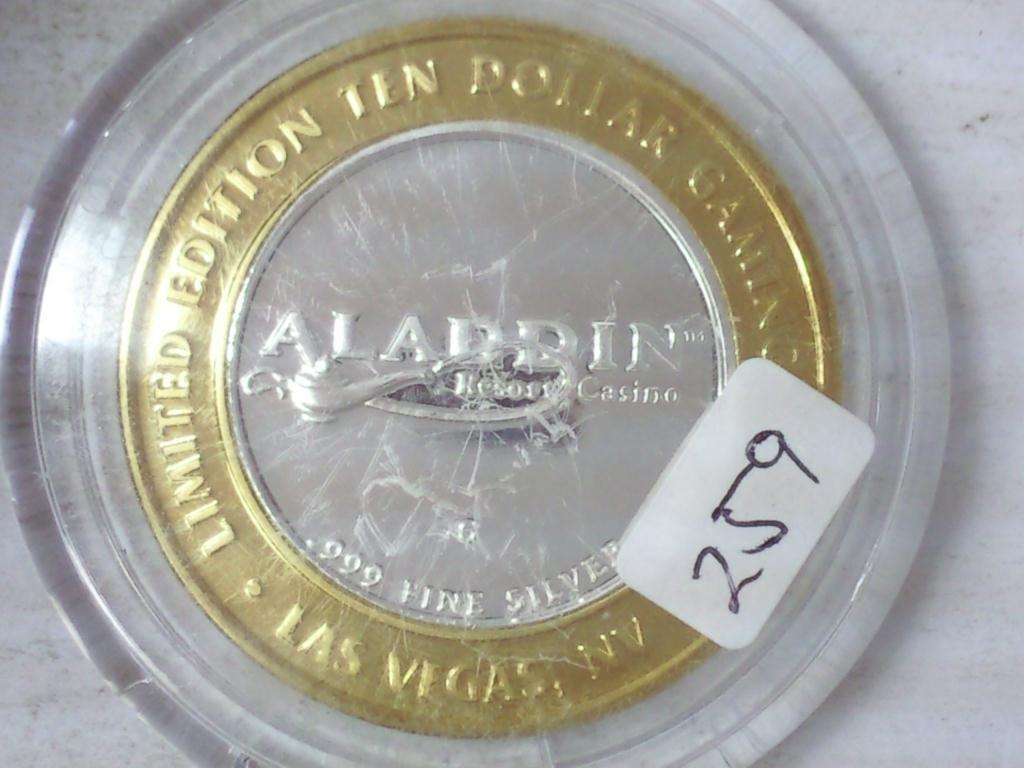 LIMITED EDITION TEN DOLLAR GAMING
ALADDIN™
Resort Casino
G
.999 FINE SILVER
• LAS VEGAS, NV
259